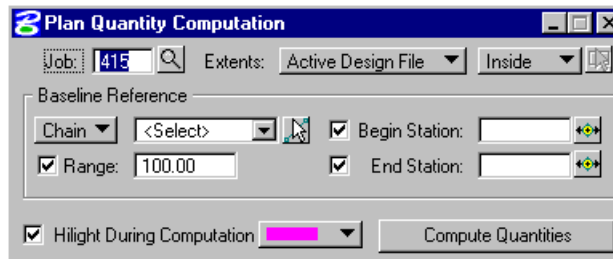 Plan Quantity Computation
Job: 415 Extents: Active Design File Inside
Baseline Reference
Chain <Select> Begin Station:
Range: 100.00 End Station:
Hilight During Computation Compute Quantities